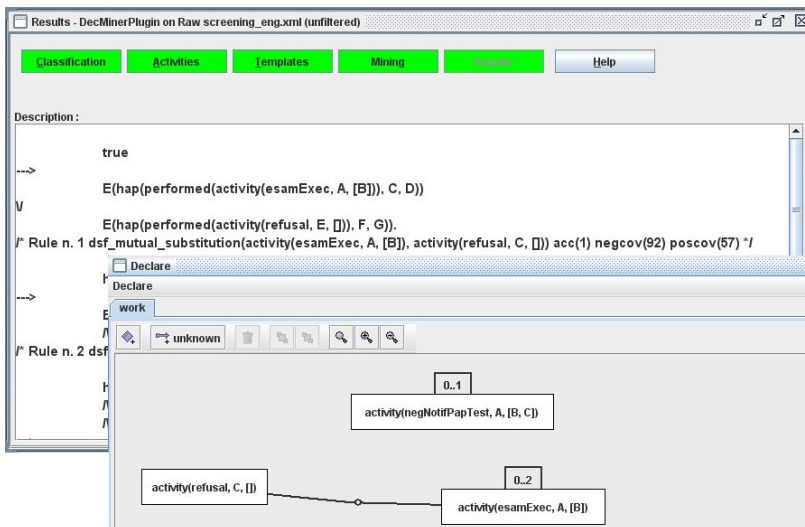 Results - DecMinerPlugin on Raw screening_eng.xml (unfiltered)
Classification Activities Templates Mining Results Help
Description :
true
--->
E(hap(performed(activity(esamExec, A, [B])), C, D))
\/
E(hap(performed(activity(refusal, E, [])), F, G)).
/* Rule n. 1 dsf_mutual_substitution(activity(esamExec, A, [B]), activity(refusal, C, [])) acc(1) negcov(92) poscov(57) */
--->
/* Rule n. 2 dsf
Declare
Declare
work
unknown
0..1
activity(negNotifPapTest, A, [B, C])
activity(refusal, C, [])
0..2
activity(esamExec, A, [B])